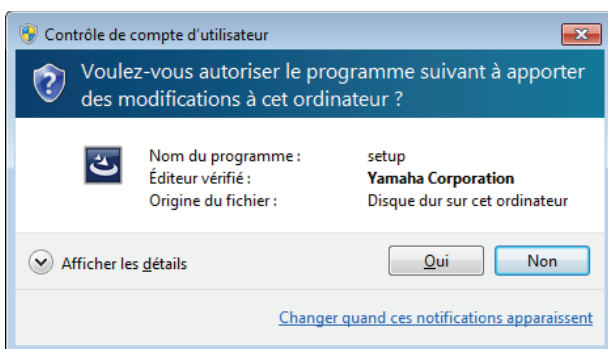 Contrôle de compte d'utilisateur
Voulez-vous autoriser le programme suivant à apporter
des modifications à cet ordinateur ?
Nom du programme : setup
Éditeur vérifié : Yamaha Corporation
Origine du fichier : Disque dur sur cet ordinateur
Afficher les détails Oui Non
Changer quand ces notifications apparaissent